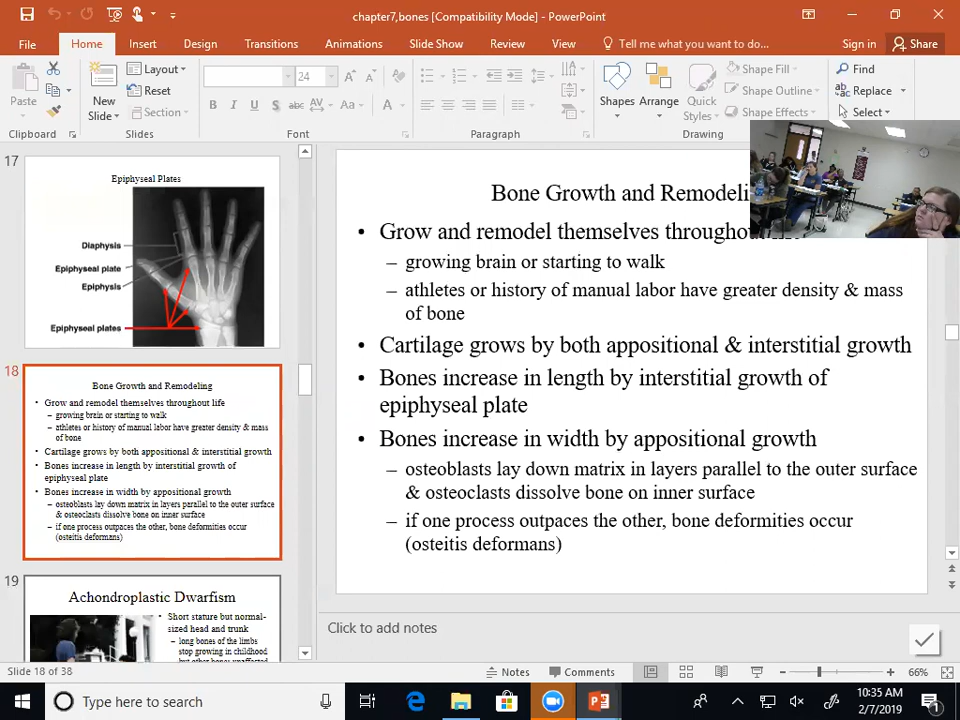 chapter7,bones [Compatibility Mode] - PowerPoint
File Home Insert Design Transitions Animations Slide Show Review View Tell me what you want to do... Sign in Share
Paste
New
Slide
Layout
Reset
Section
24
B I U S abc AV Aa A
Shapes Arrange Quick
Styles
Shape Fill
Shape Outline
Shape Effects
Find
Replace
Select
Clipboard Slides Font Paragraph Drawing
17
Epiphyseal Plates
Diaphysis
Epiphyseal plate
Epiphysis
Epiphyseal plates
18
Bone Growth and Remodeling
• Grow and remodel themselves throughout life
– growing brain or starting to walk
– athletes or history of manual labor have greater density & mass
of bone
• Cartilage grows by both appositional & interstitial growth
• Bones increase in length by interstitial growth of
epiphyseal plate
• Bones increase in width by appositional growth
– osteoblasts lay down matrix in layers parallel to the outer surface
& osteoclasts dissolve bone on inner surface
– if one process outpaces the other, bone deformities occur
(osteitis deformans)
19
Achondroplastic Dwarfism
• Short stature but normal-
sized head and trunk
– long bones of the limbs
stop growing in childhood
but other bones unaffected
Bone Growth and Remodeli
• Grow and remodel themselves throughou
– growing brain or starting to walk
– athletes or history of manual labor have greater density & mass
of bone
• Cartilage grows by both appositional & interstitial growth
• Bones increase in length by interstitial growth of
epiphyseal plate
• Bones increase in width by appositional growth
– osteoblasts lay down matrix in layers parallel to the outer surface
& osteoclasts dissolve bone on inner surface
– if one process outpaces the other, bone deformities occur
(osteitis deformans)
Click to add notes
Slide 18 of 38
Notes Comments 66%
Type here to search
10:35 AM
2/7/2019
1